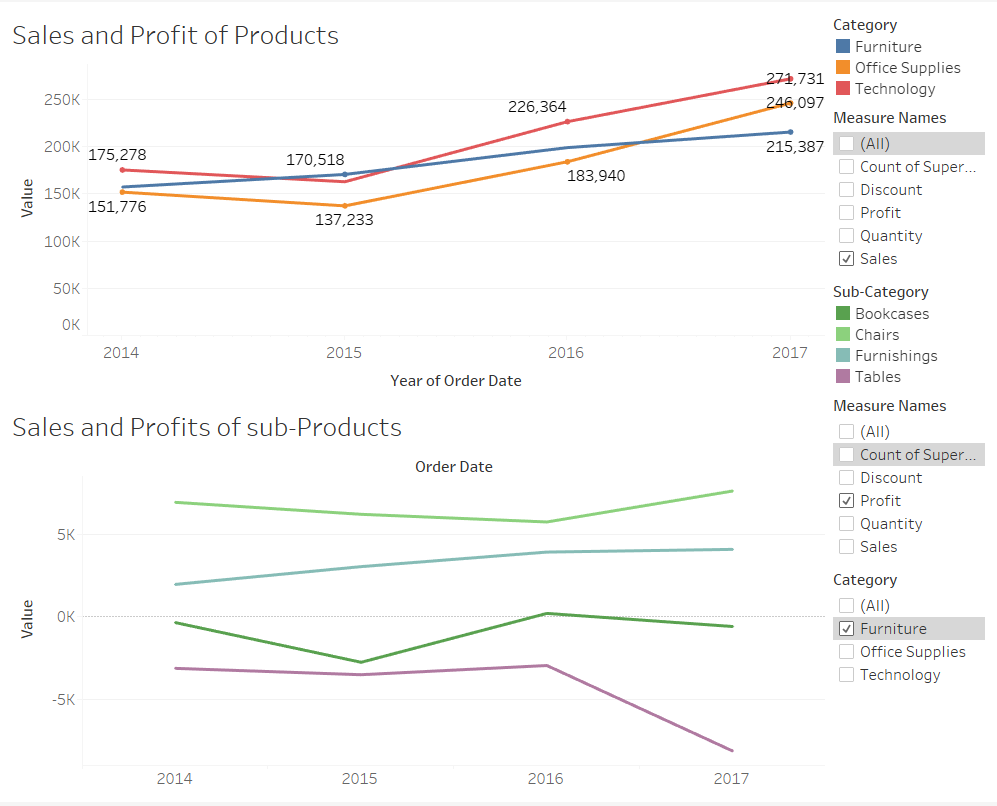 Sales and Profit of Products
250K
200K
150K
100K
50K
0K
Value
175,278
151,776
170,518
137,233
226,364
183,940
271,731
246,097
215,387
2014 2015 2016 2017
Year of Order Date
Sales and Profits of sub-Products
Order Date
5K
0K
-5K
Value
2014 2015 2016 2017
Category
Furniture
Office Supplies
Technology
Measure Names
(All)
Count of Super...
Discount
Profit
Quantity
Sales
Sub-Category
Bookcases
Chairs
Furnishings
Tables
Measure Names
(All)
Count of Super...
Discount
Profit
Quantity
Sales
Category
(All)
Furniture
Office Supplies
Technology